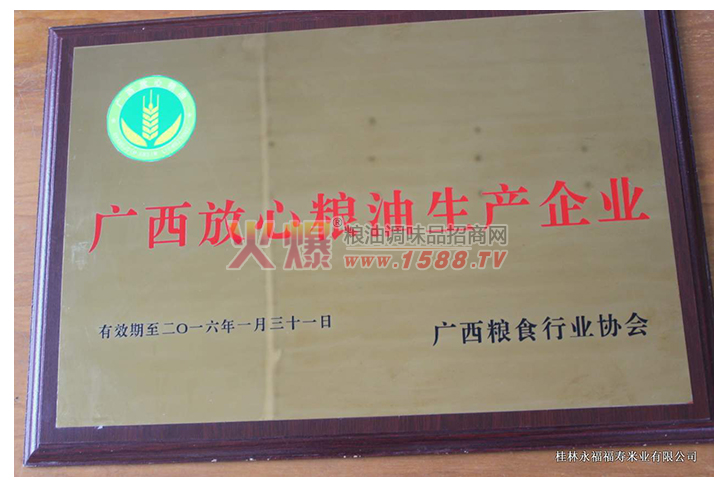 广西放心粮油生产企业
火爆®粮油调味品招商网
www.1588.TV
有效期至二〇一六年一月三十一日
广西粮食行业协会
桂林永福福寿米业有限公司